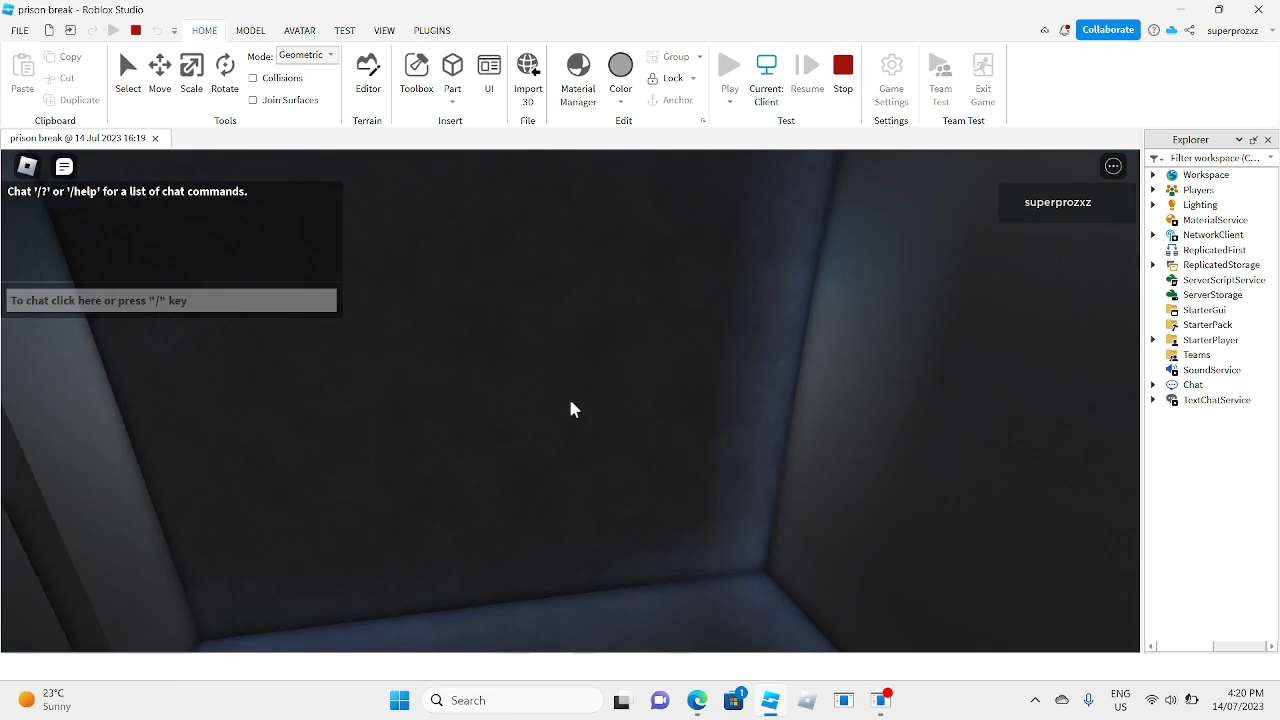 prison break - Roblox Studio
FILE HOME MODEL AVATAR TEST VIEW PLUGINS Collaborate superprozxz
Paste Copy Cut Duplicate Clipboard
Select Move Scale Rotate Mode: Geometric Collisions Join Surfaces Tools
Editor Terrain
Toolbox Part UI Insert
Import 3D File
Material Manager Color Group Lock Anchor Edit
Play Current: Client Resume Stop Test
Game Settings Settings
Team Test Exit Game Team Test
prison break @ 14 Jul 2023 16:19
Explorer
Filter workspace (C...
Chat '/?' or '/help' for a list of chat commands.
To chat click here or press "/" key
superprozxz
Workspace
Players
Lighting
MaterialService
NetworkClient
ReplicatedFirst
ReplicatedStorage
ServerScriptService
ServerStorage
StarterGui
StarterPack
StarterPlayer
Teams
SoundService
Chat
TextChatService
23°C
Sunny
Search
1
ENG
US
4:20 PM
14/07/2023